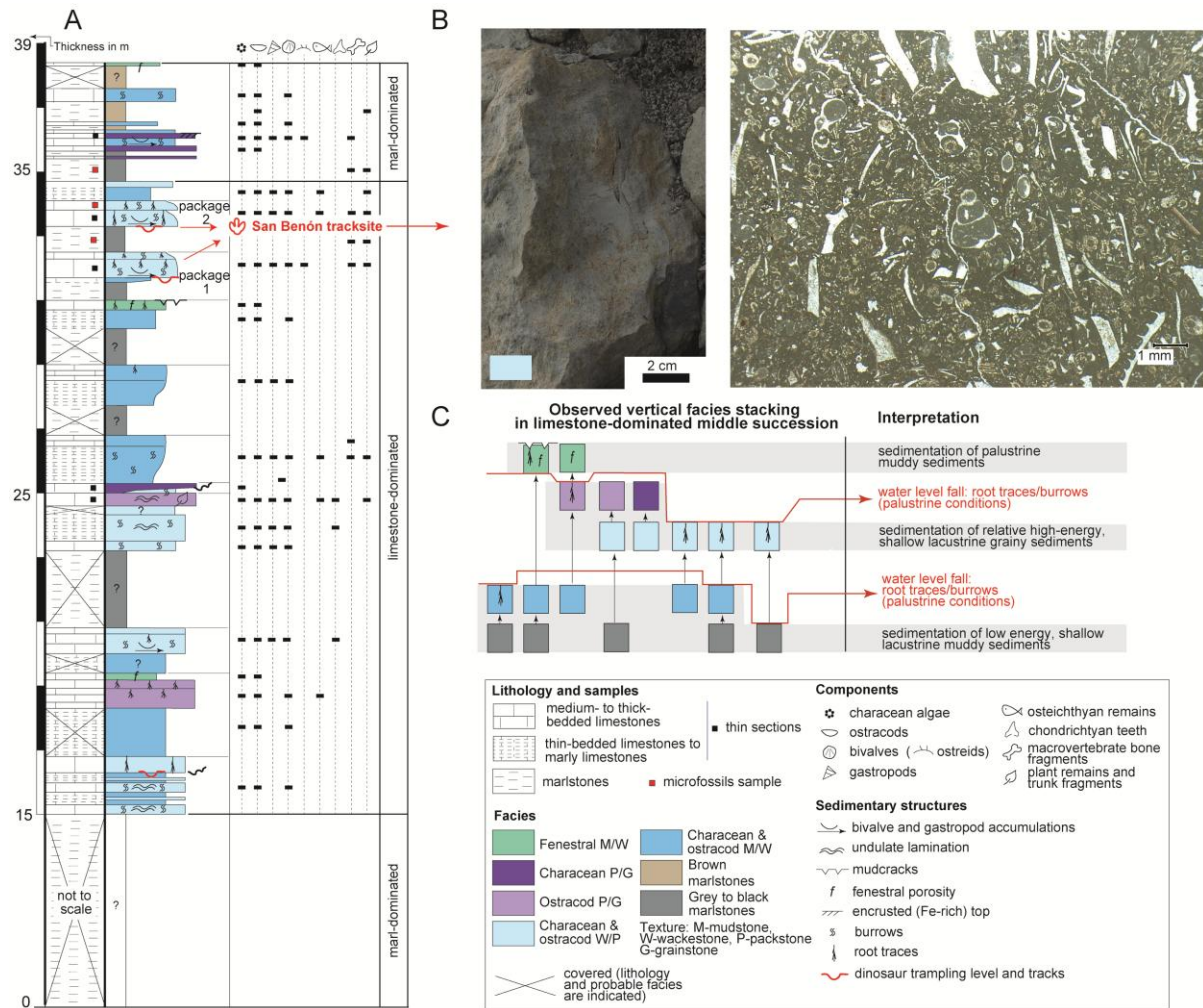 A
Thickness in m
39
35
25
15
0
?
f
marl-dominated
package
2
San Benón tracksite
package
1
limestone-dominated
f
?
?
?
?
?
f
not to
scale
?
marl-dominated
B
2 cm
1 mm
C
Observed vertical facies stacking
in limestone-dominated middle succession
Interpretation
f
f
sedimentation of palustrine
muddy sediments
water level fall: root traces/burrows
(palustrine conditions)
sedimentation of relative high-energy,
shallow lacustrine grainy sediments
water level fall:
root traces/burrows
(palustrine conditions)
sedimentation of low energy, shallow
lacustrine muddy sediments
Lithology and samples
medium- to thick-
bedded limestones
thin-bedded limestones to
marly limestones
marlstones
thin sections
microfossils sample
Facies
Fenestral M/W
Characean P/G
Ostracod P/G
Characean &
ostracod W/P
Characean &
ostracod M/W
Brown
marlstones
Grey to black
marlstones
Texture: M-mudstone,
W-wackestone, P-packstone
G-grainstone
covered (lithology
and probable facies
are indicated)
Components
characean algae
ostracods
bivalves ( ostreids)
gastropods
osteichthyan remains
chondrichtyan teeth
macrovertebrate bone
fragments
plant remains and
trunk fragments
Sedimentary structures
bivalve and gastropod accumulations
undulate lamination
mudcracks
f fenestral porosity
encrusted (Fe-rich) top
burrows
root traces
dinosaur trampling level and tracks